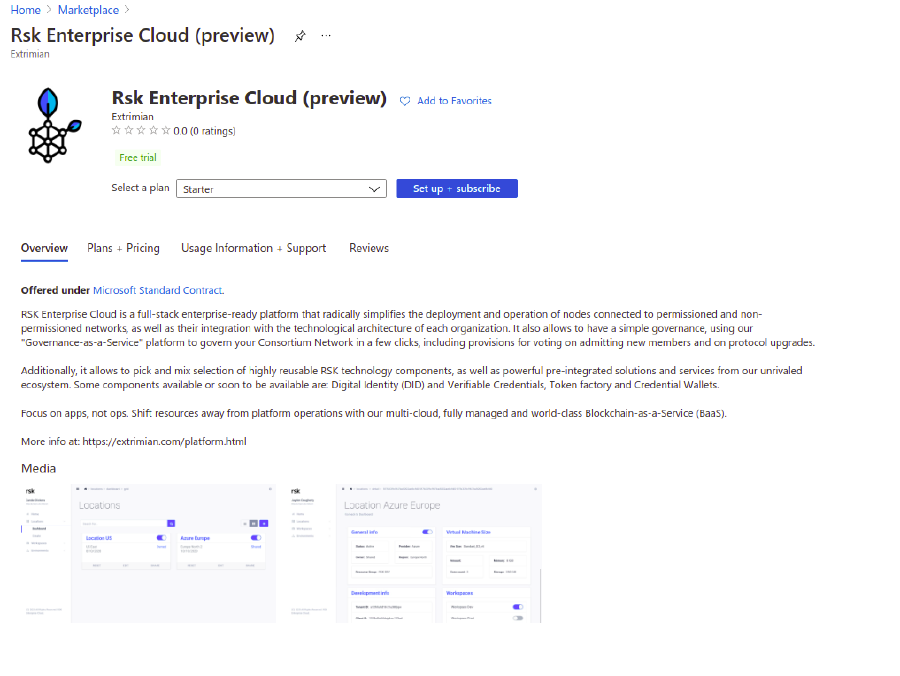 Home > Marketplace >
Rsk Enterprise Cloud (preview) ...
Extrimian
Rsk Enterprise Cloud (preview) Add to Favorites
Extrimian
0.0 (0 ratings)
Free trial
Select a plan Starter Set up + subscribe
Overview Plans + Pricing Usage Information + Support Reviews
Offered under Microsoft Standard Contract.
RSK Enterprise Cloud is a full-stack enterprise-ready platform that radically simplifies the deployment and operation of nodes connected to permissioned and non-
permissioned networks, as well as their integration with the technological architecture of each organization. It also allows to have a simple governance, using our
"Governance-as-a-Service" platform to govern your Consortium Network in a few clicks, including provisions for voting on admitting new members and on protocol upgrades.
Additionally, it allows to pick and mix selection of highly reusable RSK technology components, as well as powerful pre-integrated solutions and services from our unrivaled
ecosystem. Some components available or soon to be available are: Digital Identity (DID) and Verifiable Credentials, Token factory and Credential Wallets.
Focus on apps, not ops. Shift resources away from platform operations with our multi-cloud, fully managed and world-class Blockchain-as-a-Service (BaaS).
More info at: https://extrimian.com/platform.html
Media
rsk
Locations
Location US Azure Europe
rsk
Location Azure Europe
General info Virtual Machine Size
Development info Workspaces